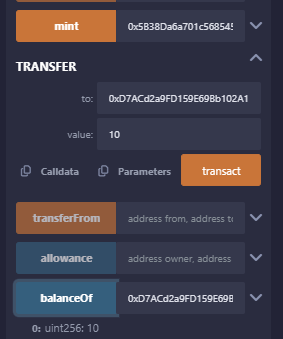 mint 0x5B38Da6a701c568545
TRANSFER
to: 0xD7ACd2a9FD159E69Bb102A1
value: 10
Calldata Parameters transact
transferFrom address from, address to
allowance address owner, address
balanceOf 0xD7ACd2a9FD159E69B
0: uint256: 10